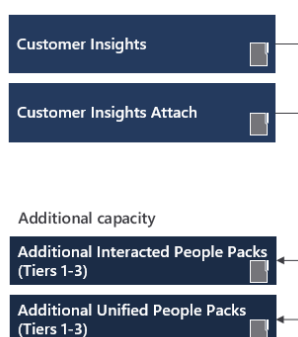 Customer Insights
Customer Insights Attach
Additional capacity
Additional Interacted People Packs
(Tiers 1-3)
Additional Unified People Packs
(Tiers 1-3)